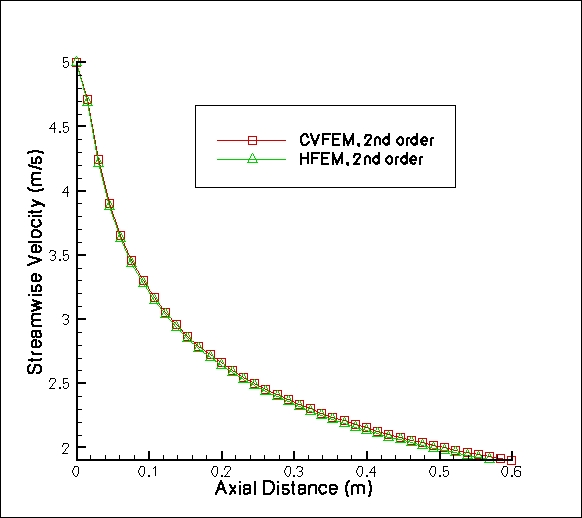 5
4.5
4
3.5
3
2.5
2
Streamwise Velocity (m/s)
CVFEM, 2nd order
HFEM, 2nd order
0 0.1 0.2 0.3 0.4 0.5 0.6
Axial Distance (m)